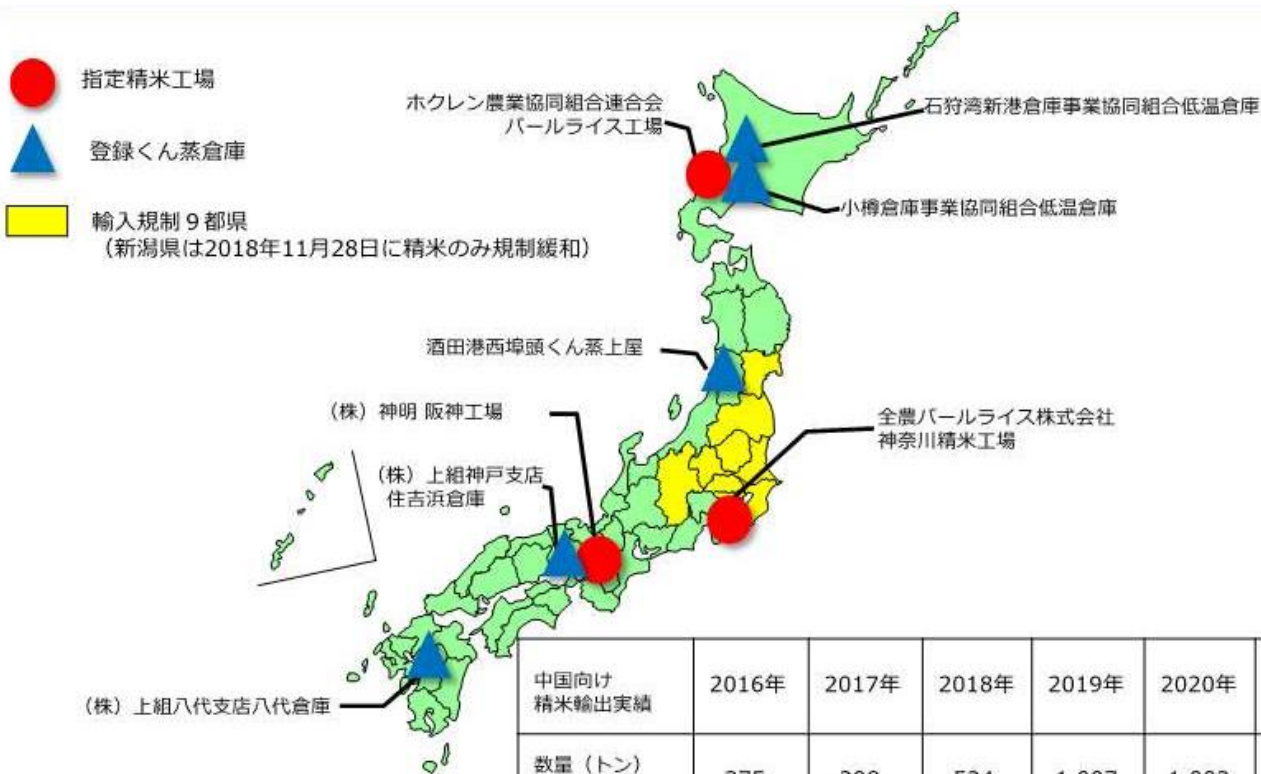 指定精米工場
登録くん蒸倉庫
輸入規制９都県
（新潟県は2018年11月28日に精米のみ規制緩和）
ホクレン農業協同組合連合会
パールライス工場
石狩湾新港倉庫事業協同組合低温倉庫
小樽倉庫事業協同組合低温倉庫
酒田港西埠頭くん蒸上屋
（株）神明 阪神工場
全農パールライス株式会社
神奈川精米工場
（株）上組神戸支店
住吉浜倉庫
（株）上組八代支店八代倉庫
中国向け
精米輸出実績
2016年 2017年 2018年 2019年 2020年
数量（トン）